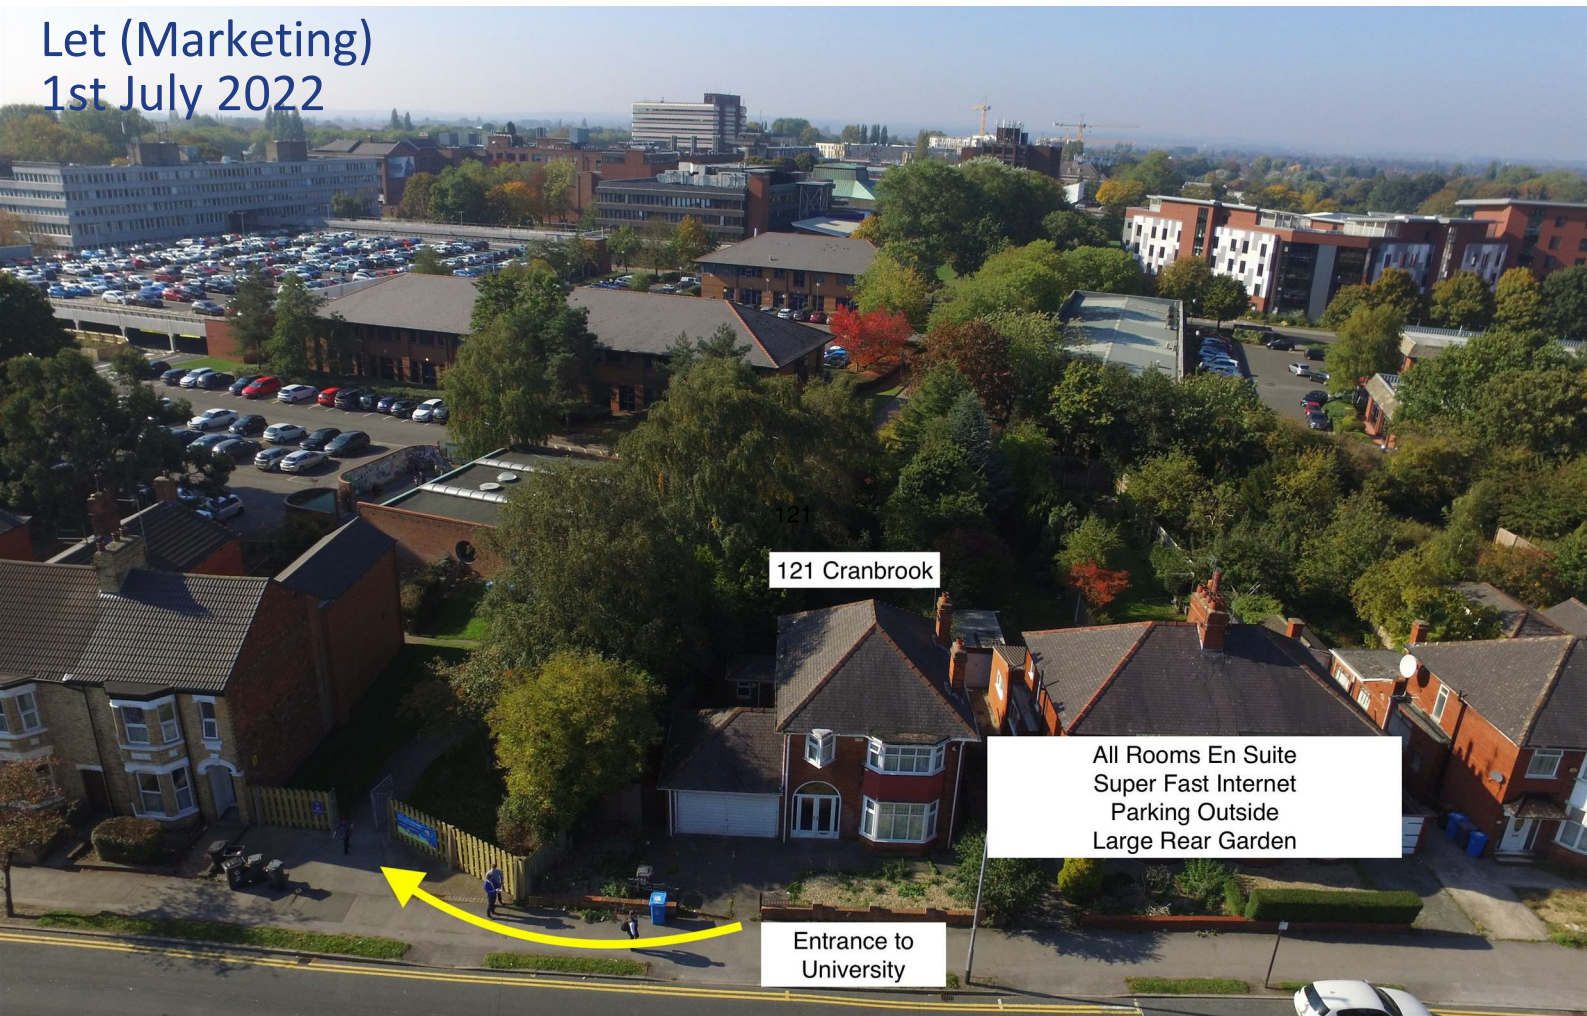 Let (Marketing)
1st July 2022
121
121 Cranbrook
All Rooms En Suite
Super Fast Internet
Parking Outside
Large Rear Garden
Entrance to
University